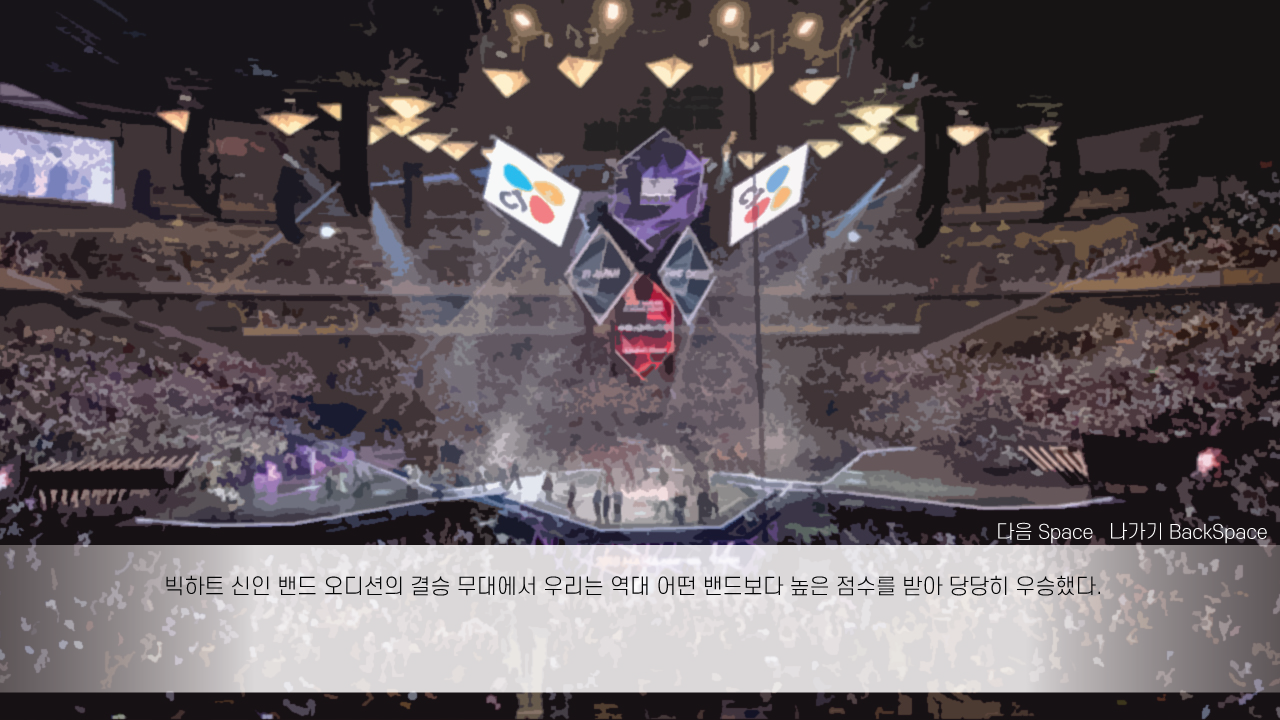 CJ
CJ
다음 Space 나가기 BackSpace
빅하트 신인 밴드 오디션의 결승 무대에서 우리는 역대 어떤 밴드보다 높은 점수를 받아 당당히 우승했다.